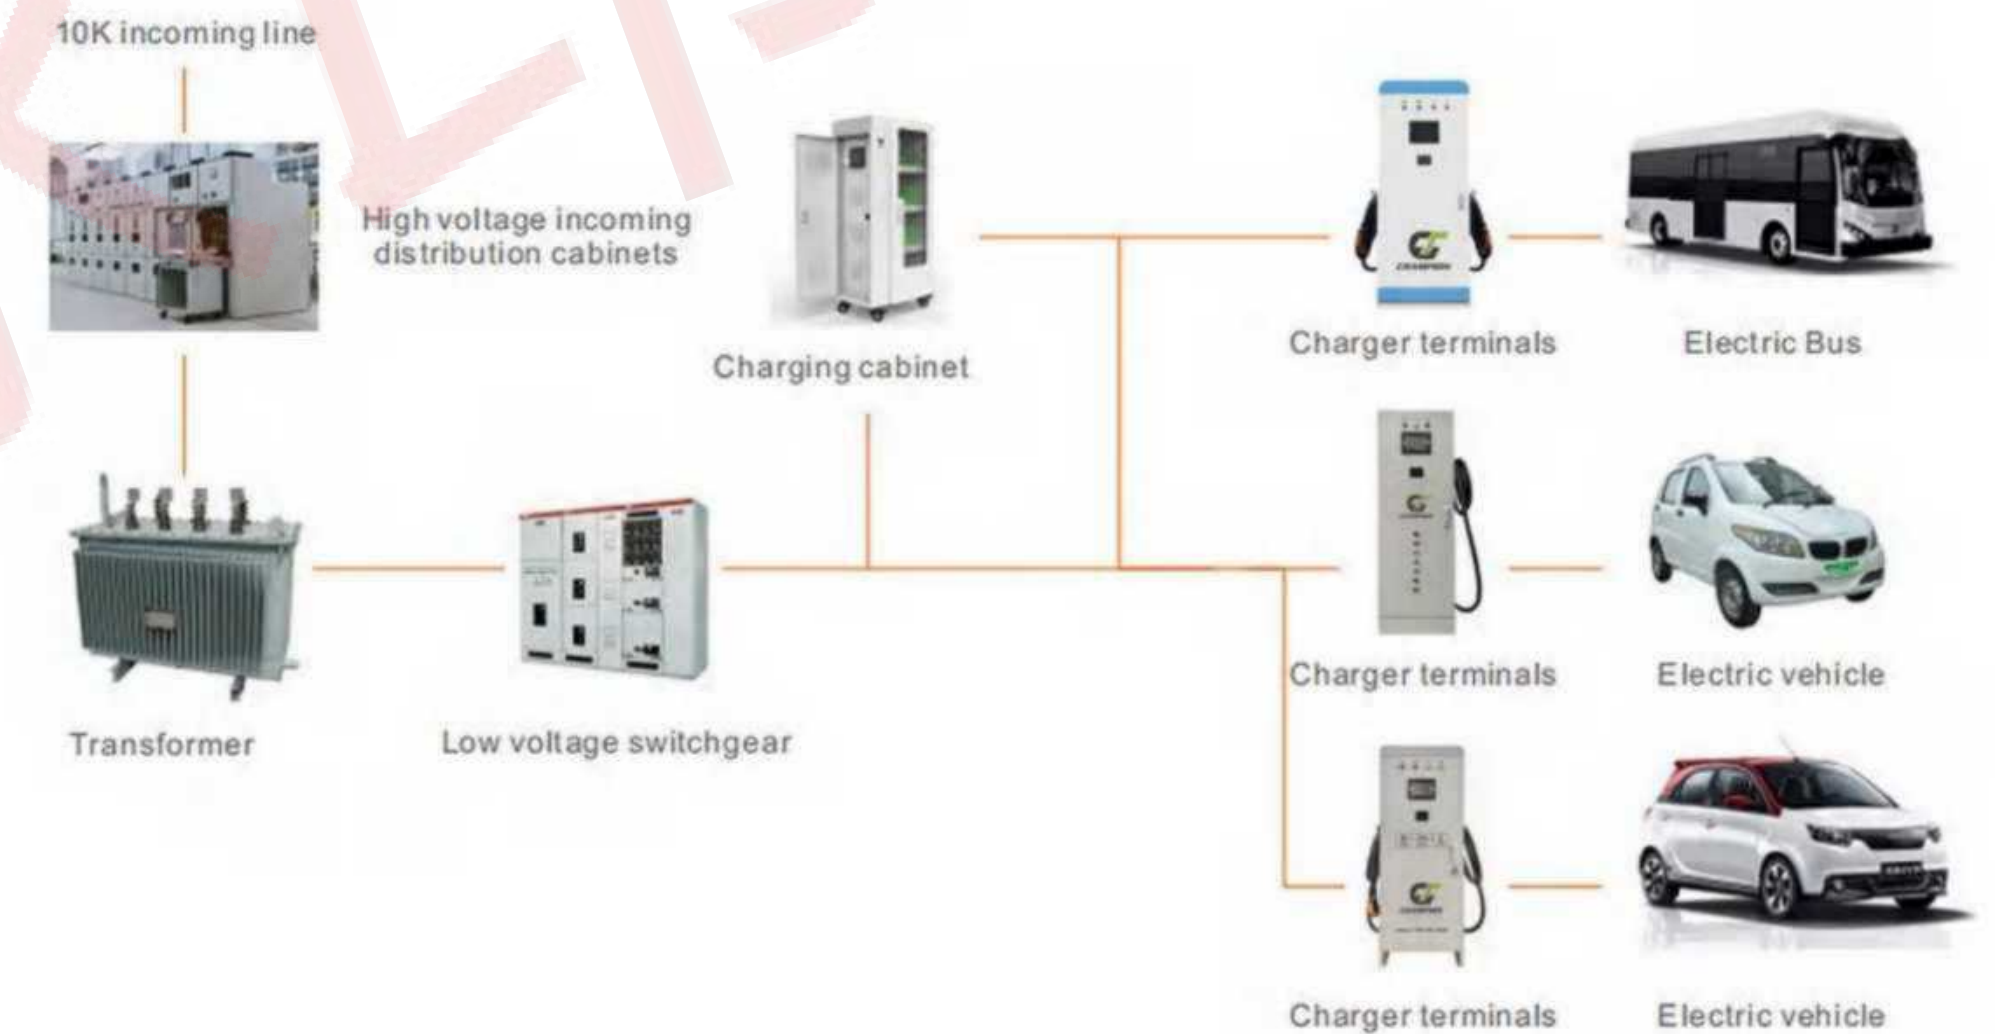 10K incoming line
High voltage incoming
distribution cabinets
Charging cabinet
Charger terminals
Electric Bus
Transformer
Low voltage switchgear
Charger terminals
Electric vehicle
Charger terminals
Electric vehicle